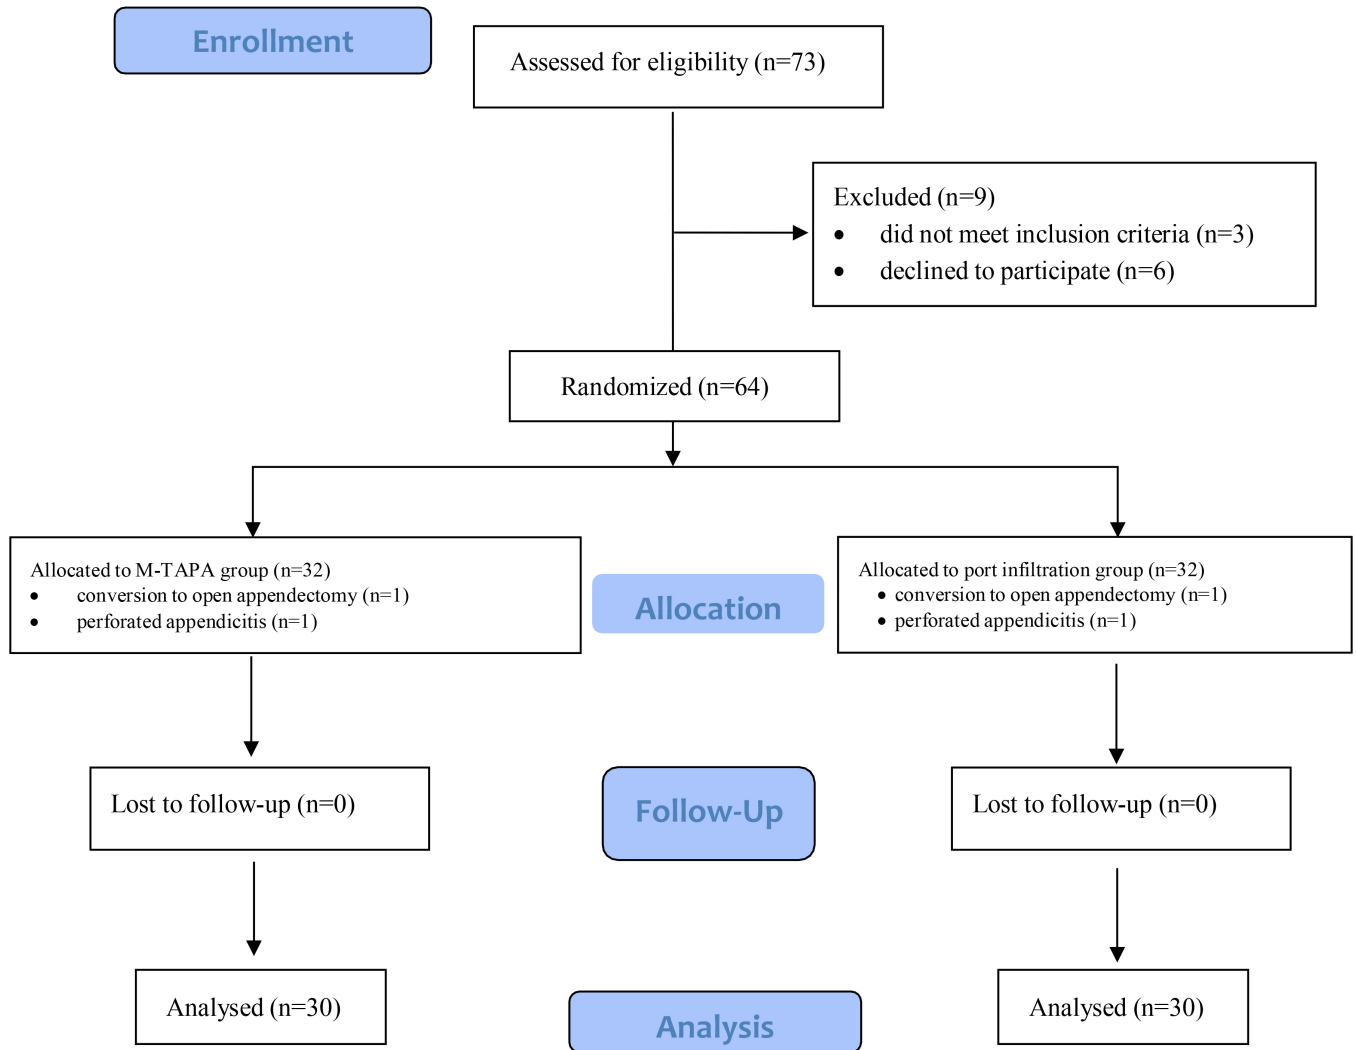 Enrollment
Assessed for eligibility (n=73)
Excluded (n=9)
• did not meet inclusion criteria (n=3)
• declined to participate (n=6)
Randomized (n=64)
Allocated to M-TAPA group (n=32)
• conversion to open appendectomy (n=1)
• perforated appendicitis (n=1)
Allocation
Allocated to port infiltration group (n=32)
• conversion to open appendectomy (n=1)
• perforated appendicitis (n=1)
Lost to follow-up (n=0)
Follow-Up
Lost to follow-up (n=0)
Analysed (n=30)
Analysis
Analysed (n=30)